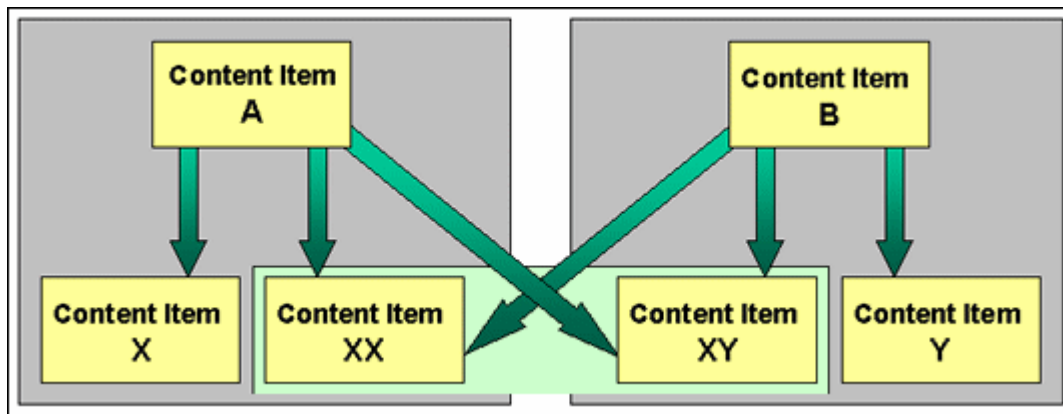 Content Item
A
Content Item
B
Content Item
X
Content Item
XX
Content Item
XY
Content Item
Y